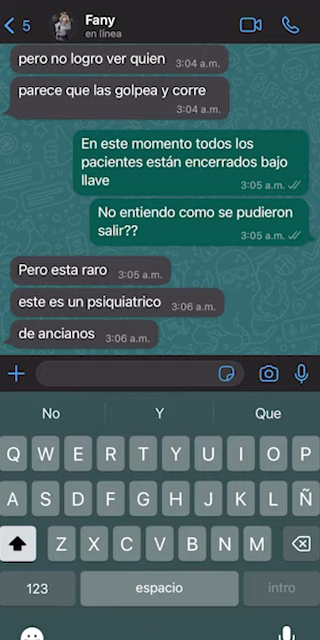 5
Fany
en línea
pero no logro ver quien 3:04 a.m.
parece que las golpea y corre
3:04 a.m.
En este momento todos los
pacientes están encerrados bajo
llave
3:05 a.m.
No entiendo como se pudieron
salir??
3:05 a.m.
Pero esta raro 3:05 a.m.
este es un psiquiatrico 3:06 a.m.
de ancianos 3:06 a.m.
No Y Que
Q W E R T Y U I O P
A S D F G H J K L Ñ
Z X C V B N M
123 espacio intro